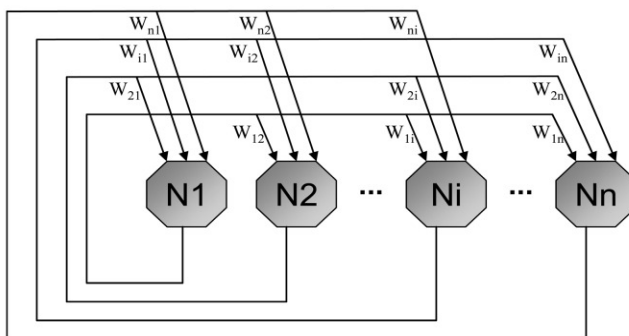 Wn1 Wn2 Wni
Wi1 Wi2 Win
W21 W2i W2n
W12 W1i W1n
N1 N2 ... Ni ... Nn